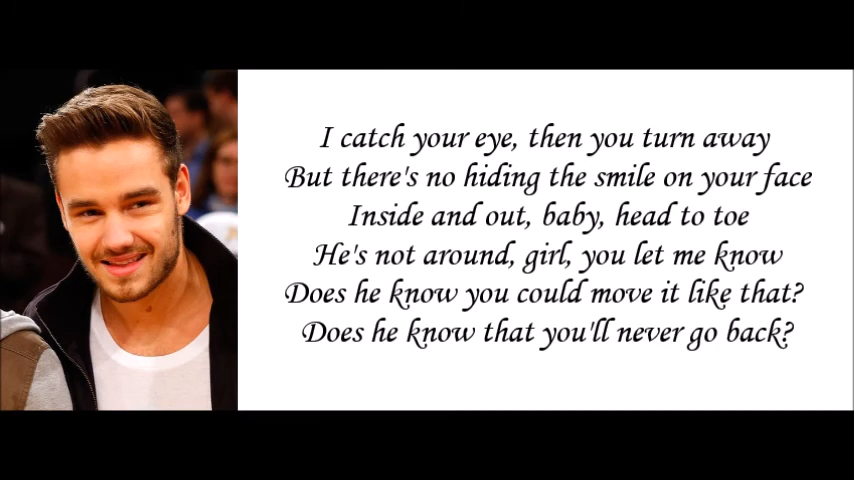 I catch your eye, then you turn away
But there's no hiding the smile on your face
Inside and out, baby, head to toe
He's not around, girl, you let me know
Does he know you could move it like that?
Does he know that you'll never go back?